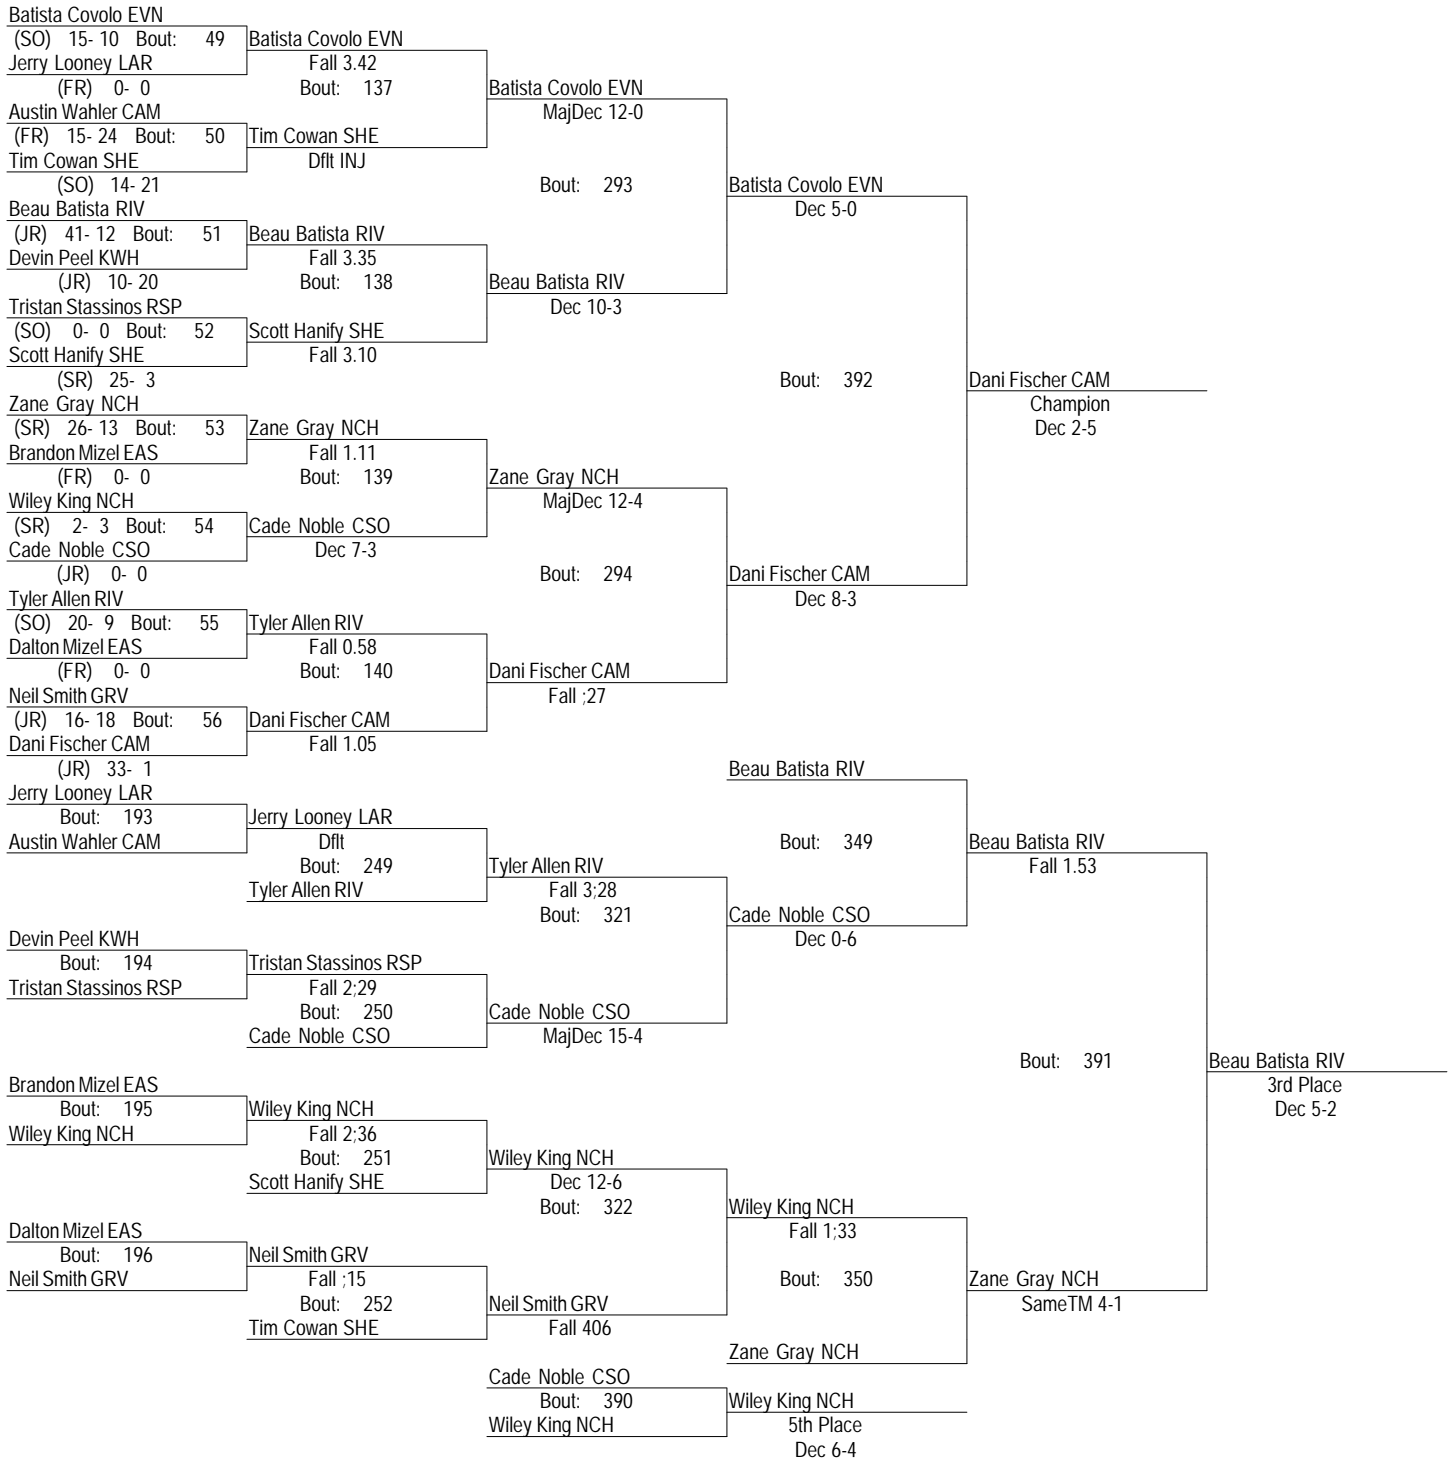 Batista Covolo EVN
(SO) 15- 10 Bout: 49
Jerry Looney LAR
(FR) 0- 0
Austin Wahler CAM
(FR) 15- 24 Bout: 50
Tim Cowan SHE
(SO) 14- 21
Beau Batista RIV
(JR) 41- 12 Bout: 51
Devin Peel KWH
(JR) 10- 20
Tristan Stassinos RSP
(SO) 0- 0 Bout: 52
Scott Hanify SHE
(SR) 25- 3
Zane Gray NCH
(SR) 26- 13 Bout: 53
Brandon Mizel EAS
(FR) 0- 0
Wiley King NCH
(SR) 2- 3 Bout: 54
Cade Noble CSO
(JR) 0- 0
Tyler Allen RIV
(SO) 20- 9 Bout: 55
Dalton Mizel EAS
(FR) 0- 0
Neil Smith GRV
(JR) 16- 18 Bout: 56
Dani Fischer CAM
(JR) 33- 1
Batista Covolo EVN
Fall 3.42
Bout: 137
Tim Cowan SHE
Dflt INJ
Beau Batista RIV
Fall 3.35
Bout: 138
Scott Hanify SHE
Fall 3.10
Zane Gray NCH
Fall 1.11
Bout: 139
Cade Noble CSO
Dec 7-3
Tyler Allen RIV
Fall 0.58
Bout: 140
Dani Fischer CAM
Fall 1.05
Batista Covolo EVN
MajDec 12-0
Bout: 293
Beau Batista RIV
Dec 10-3
Zane Gray NCH
MajDec 12-4
Bout: 294
Dani Fischer CAM
Fall ;27
Batista Covolo EVN
Dec 5-0
Bout: 392
Dani Fischer CAM
Dec 8-3
Dani Fischer CAM
Champion
Dec 2-5
Jerry Looney LAR
Bout: 193
Austin Wahler CAM
Devin Peel KWH
Bout: 194
Tristan Stassinos RSP
Brandon Mizel EAS
Bout: 195
Wiley King NCH
Dalton Mizel EAS
Bout: 196
Neil Smith GRV
Jerry Looney LAR
Dflt
Bout: 249
Tyler Allen RIV
Tristan Stassinos RSP
Fall 2;29
Bout: 250
Cade Noble CSO
Wiley King NCH
Fall 2;36
Bout: 251
Scott Hanify SHE
Neil Smith GRV
Fall ;15
Bout: 252
Tim Cowan SHE
Tyler Allen RIV
Fall 3;28
Bout: 321
Cade Noble CSO
MajDec 15-4
Wiley King NCH
Dec 12-6
Bout: 322
Neil Smith GRV
Fall 406
Beau Batista RIV
Bout: 349
Cade Noble CSO
Dec 0-6
Wiley King NCH
Fall 1;33
Bout: 350
Zane Gray NCH
Beau Batista RIV
Fall 1.53
Bout: 391
Zane Gray NCH
SameTM 4-1
Beau Batista RIV
3rd Place
Dec 5-2
Cade Noble CSO
Bout: 390
Wiley King NCH
Wiley King NCH
5th Place
Dec 6-4